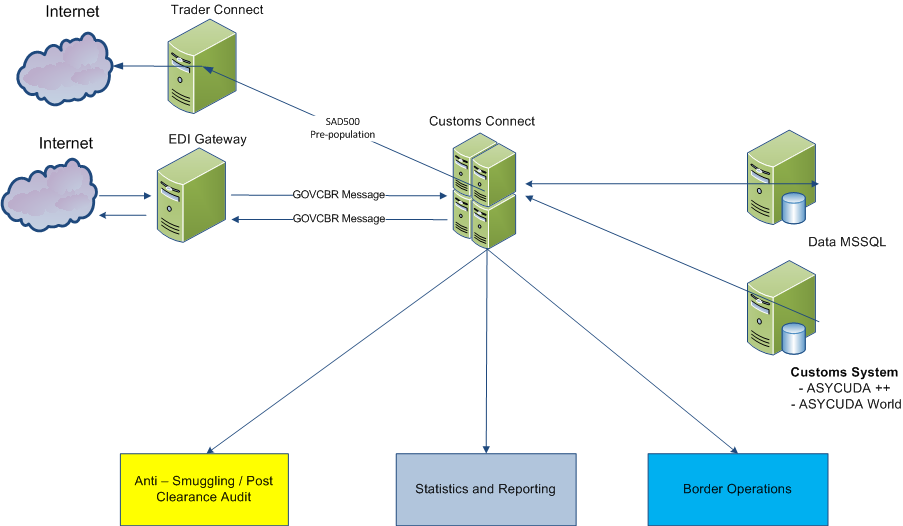 Internet
Trader Connect
SAD500
Pre-population
Customs Connect
Internet
EDI Gateway
GOVCBR Message
GOVCBR Message
Data MSSQL
Customs System
- ASYCUDA ++
- ASYCUDA World
Anti – Smuggling / Post
Clearance Audit
Statistics and Reporting
Border Operations